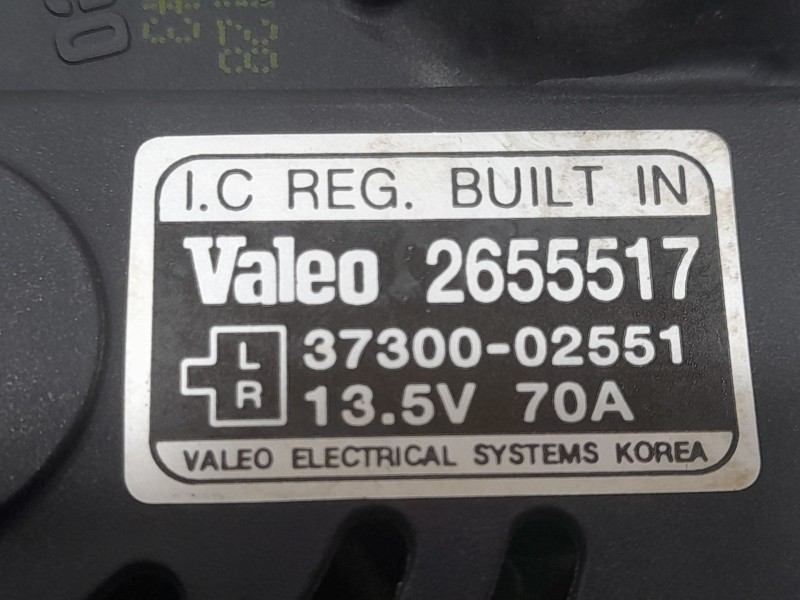 I.C REG. BUILT IN
Valeo 2655517
L
R
37300-02551
13.5V 70A
VALEO ELECTRICAL SYSTEMS KOREA